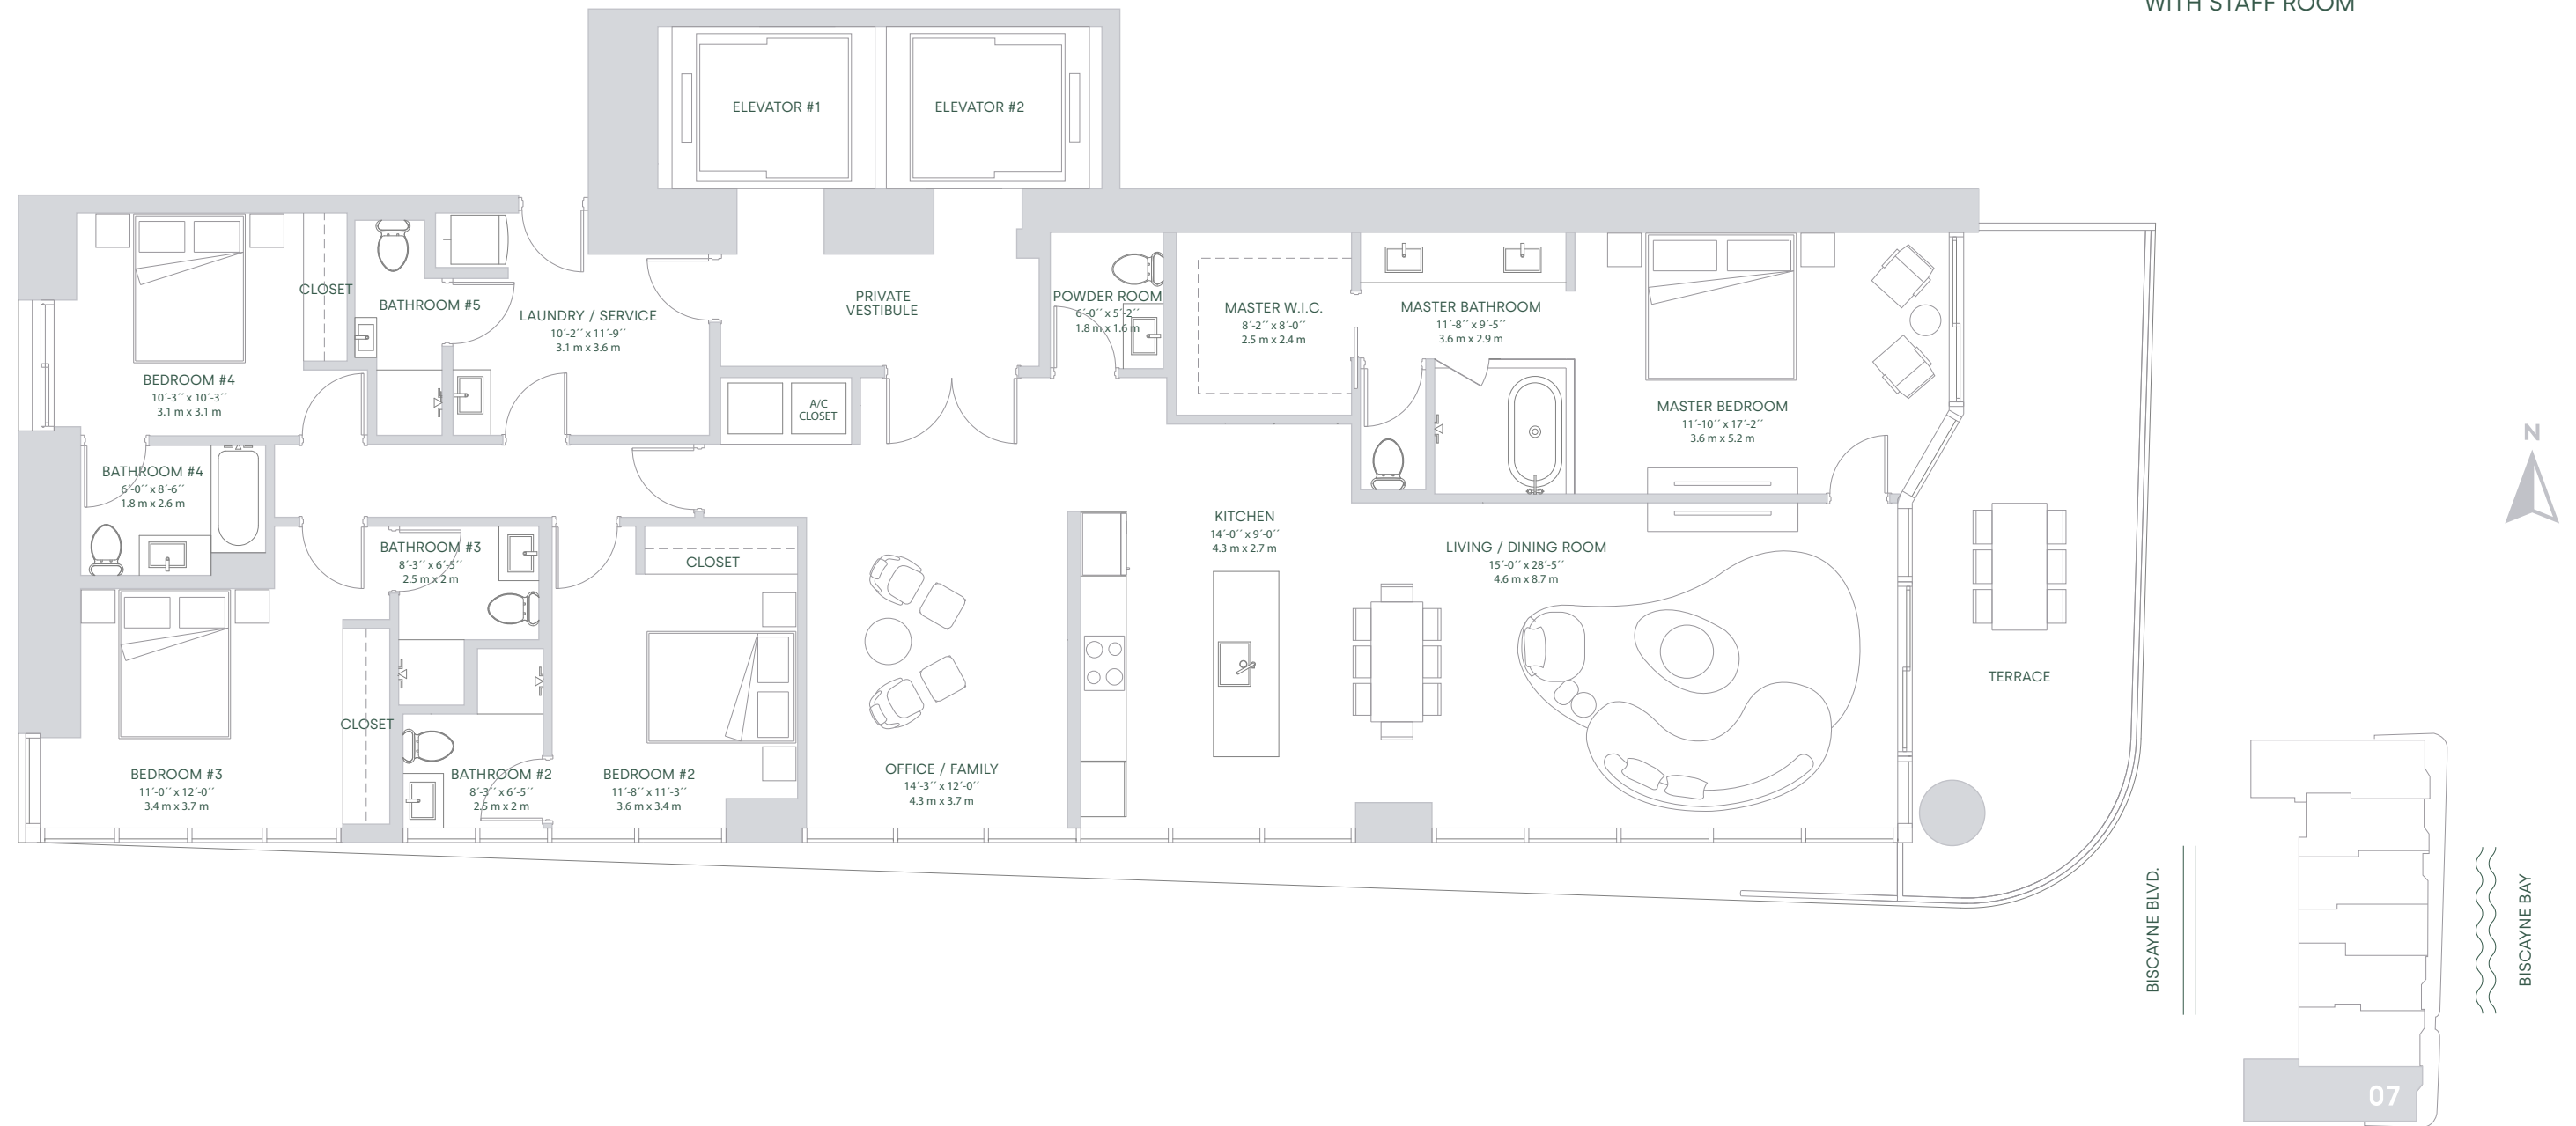 WITH STAFF ROOM
ELEVATOR #1
ELEVATOR #2
CLOSET
BATHROOM #5
LAUNDRY / SERVICE
10´-2´´ x 11´-9´´
3.1 m x 3.6 m
PRIVATE
VESTIBULE
POWDER ROOM
6´-0´´ x 5´-2´´
1.8 m x 1.6 m
MASTER W.I.C.
8´-2´´ x 8´-0´´
2.5 m x 2.4 m
MASTER BATHROOM
11´-8´´ x 9´-5´´
3.6 m x 2.9 m
BEDROOM #4
10´-3´´ x 10´-3´´
3.1 m x 3.1 m
A/C
CLOSET
MASTER BEDROOM
11´-10´´ x 17´-2´´
3.6 m x 5.2 m
N
BATHROOM #4
6´-0´´ x 8´-6´´
1.8 m x 2.6 m
BATHROOM #3
8´-3´´ x 6´-5´´
2.5 m x 2 m
CLOSET
KITCHEN
14´-0´´ x 9´-0´´
4.3 m x 2.7 m
LIVING / DINING ROOM
15´-0´´ x 28´-5´´
4.6 m x 8.7 m
TERRACE
CLOSET
BEDROOM #3
11´-0´´ x 12´-0´´
3.4 m x 3.7 m
BATHROOM #2
8´-3´´ x 6´-5´´
2.5 m x 2 m
BEDROOM #2
11´-8´´ x 11´-3´´
3.6 m x 3.4 m
OFFICE / FAMILY
14´-3´´ x 12´-0´´
4.3 m x 3.7 m
BISCAYNE BLVD.
BISCAYNE BAY
07